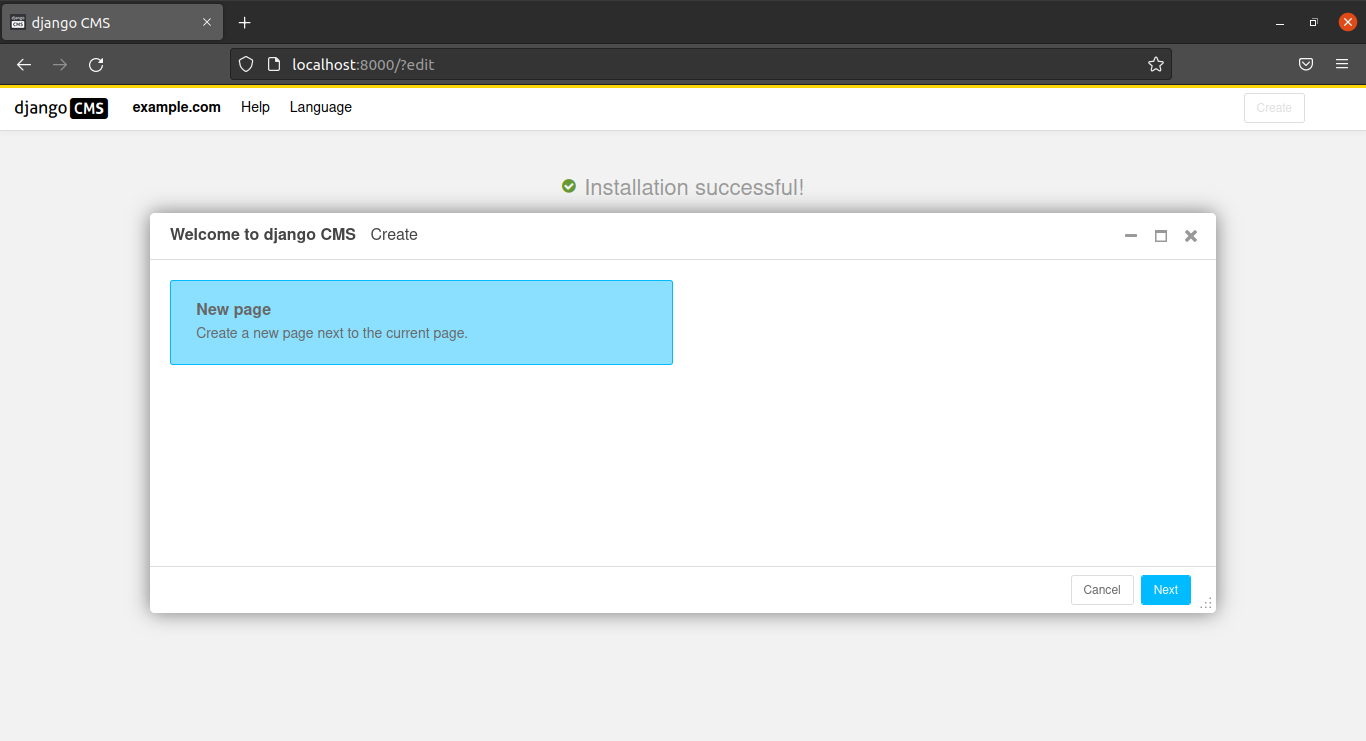 django CMS
localhost:8000/?edit
django CMS example.com Help Language Create
Installation successful!
Welcome to django CMS Create
New page
Create a new page next to the current page.
Cancel Next